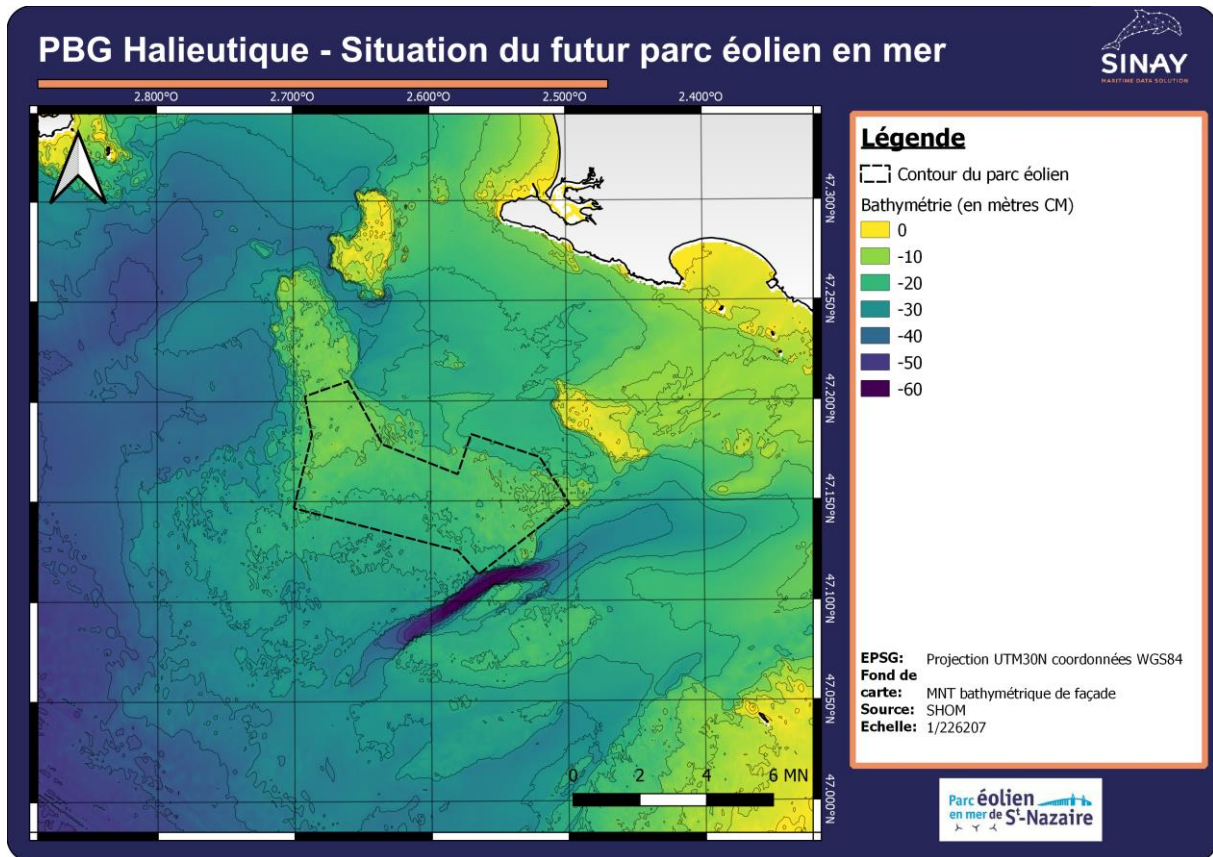 PBG Halieutique - Situation du futur parc éolien en mer
SINAY
MARITIME DATA SOLUTION
2.800°O 2.700°O 2.600°O 2.500°O 2.400°O
47.300°N
47.250°N
47.200°N
47.150°N
47.100°N
47.050°N
47.000°N
0 2 4 6 MN
Légende
Contour du parc éolien
Bathymétrie (en mètres CM)
0
-10
-20
-30
-40
-50
-60
EPSG: Projection UTM30N coordonnées WGS84
Fond de
carte: MNT bathymétrique de façade
Source: SHOM
Echelle: 1/226207
Parc éolien
en mer de St-Nazaire